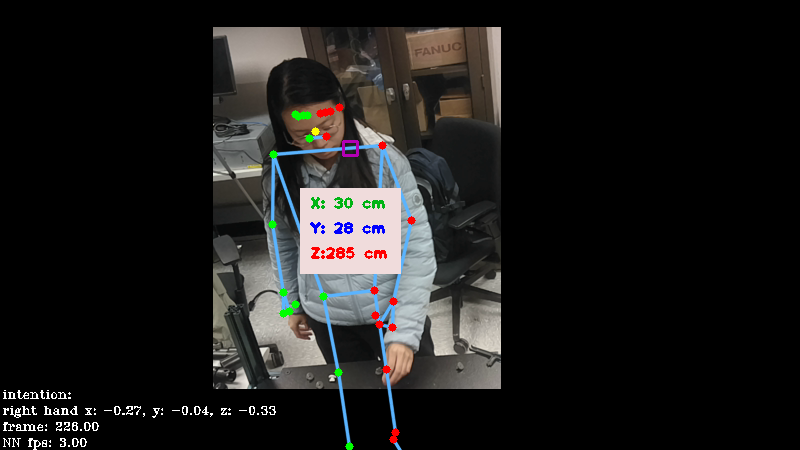 FANUC
X: 30 cm
Y: 28 cm
Z:285 cm
intention:
right hand x: -0.27, y: -0.04, z: -0.33
frame: 226.00
NN fps: 3.00